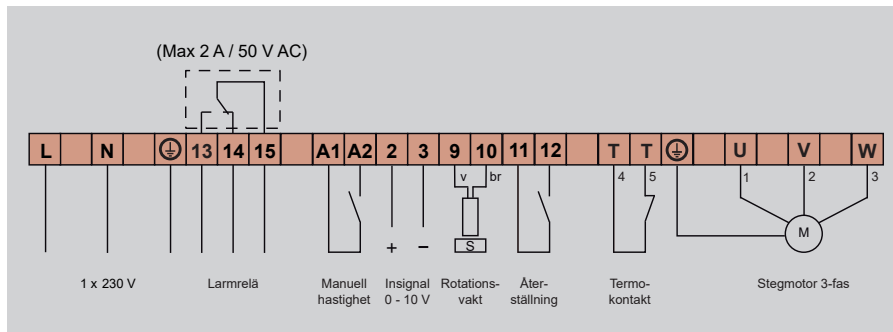 (Max 2 A / 50 V AC)
L N 13 14 15 A1 A2 2 3 9 10 11 12 T T U V W
v br 4 5 1 2 3
M
S
+ –
1 x 230 V Larmrelä Manuell hastighet Insignal 0 - 10 V Rotations-vakt Åter-ställning Termo-kontakt Stegmotor 3-fas